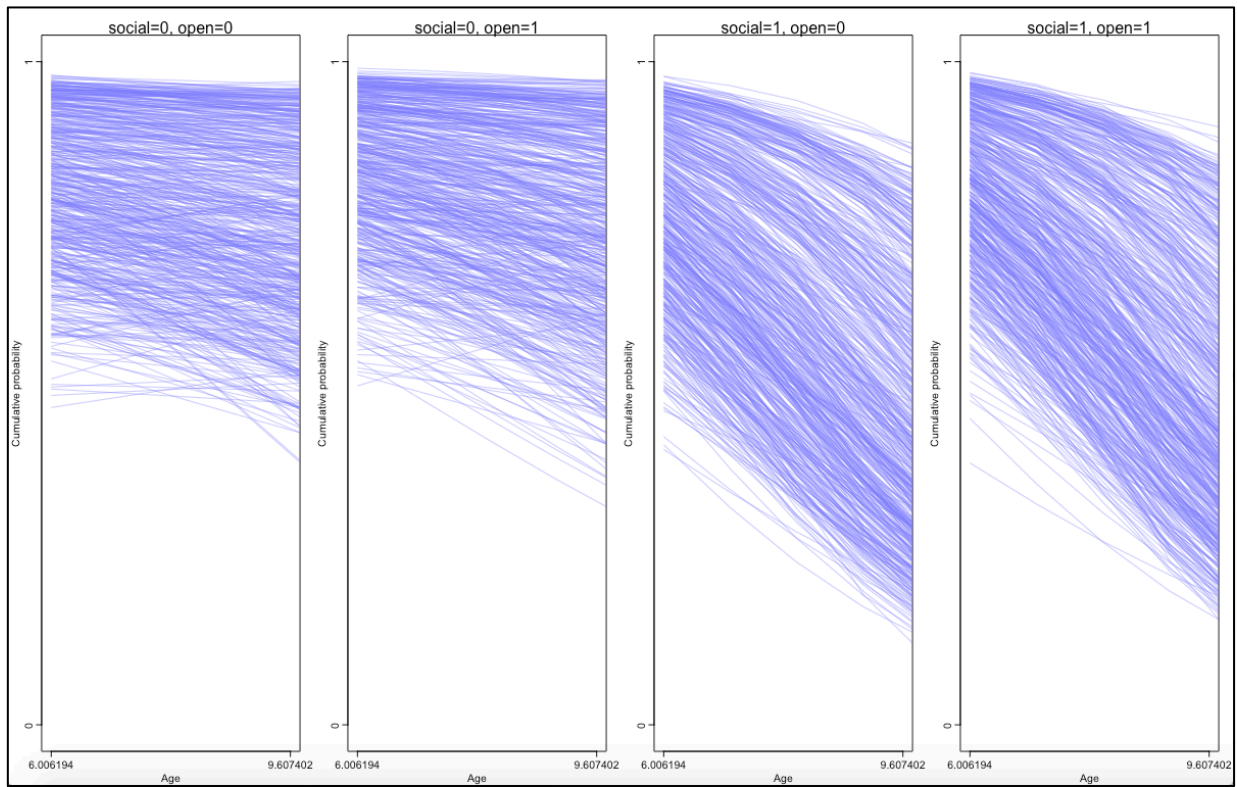 social=0, open=0
1
Cumulative probability
0
6.006194
9.607402
Age
social=0, open=1
1
Cumulative probability
0
6.006194
9.607402
Age
social=1, open=0
1
Cumulative probability
0
6.006194
9.607402
Age
social=1, open=1
1
Cumulative probability
0
6.006194
9.607402
Age